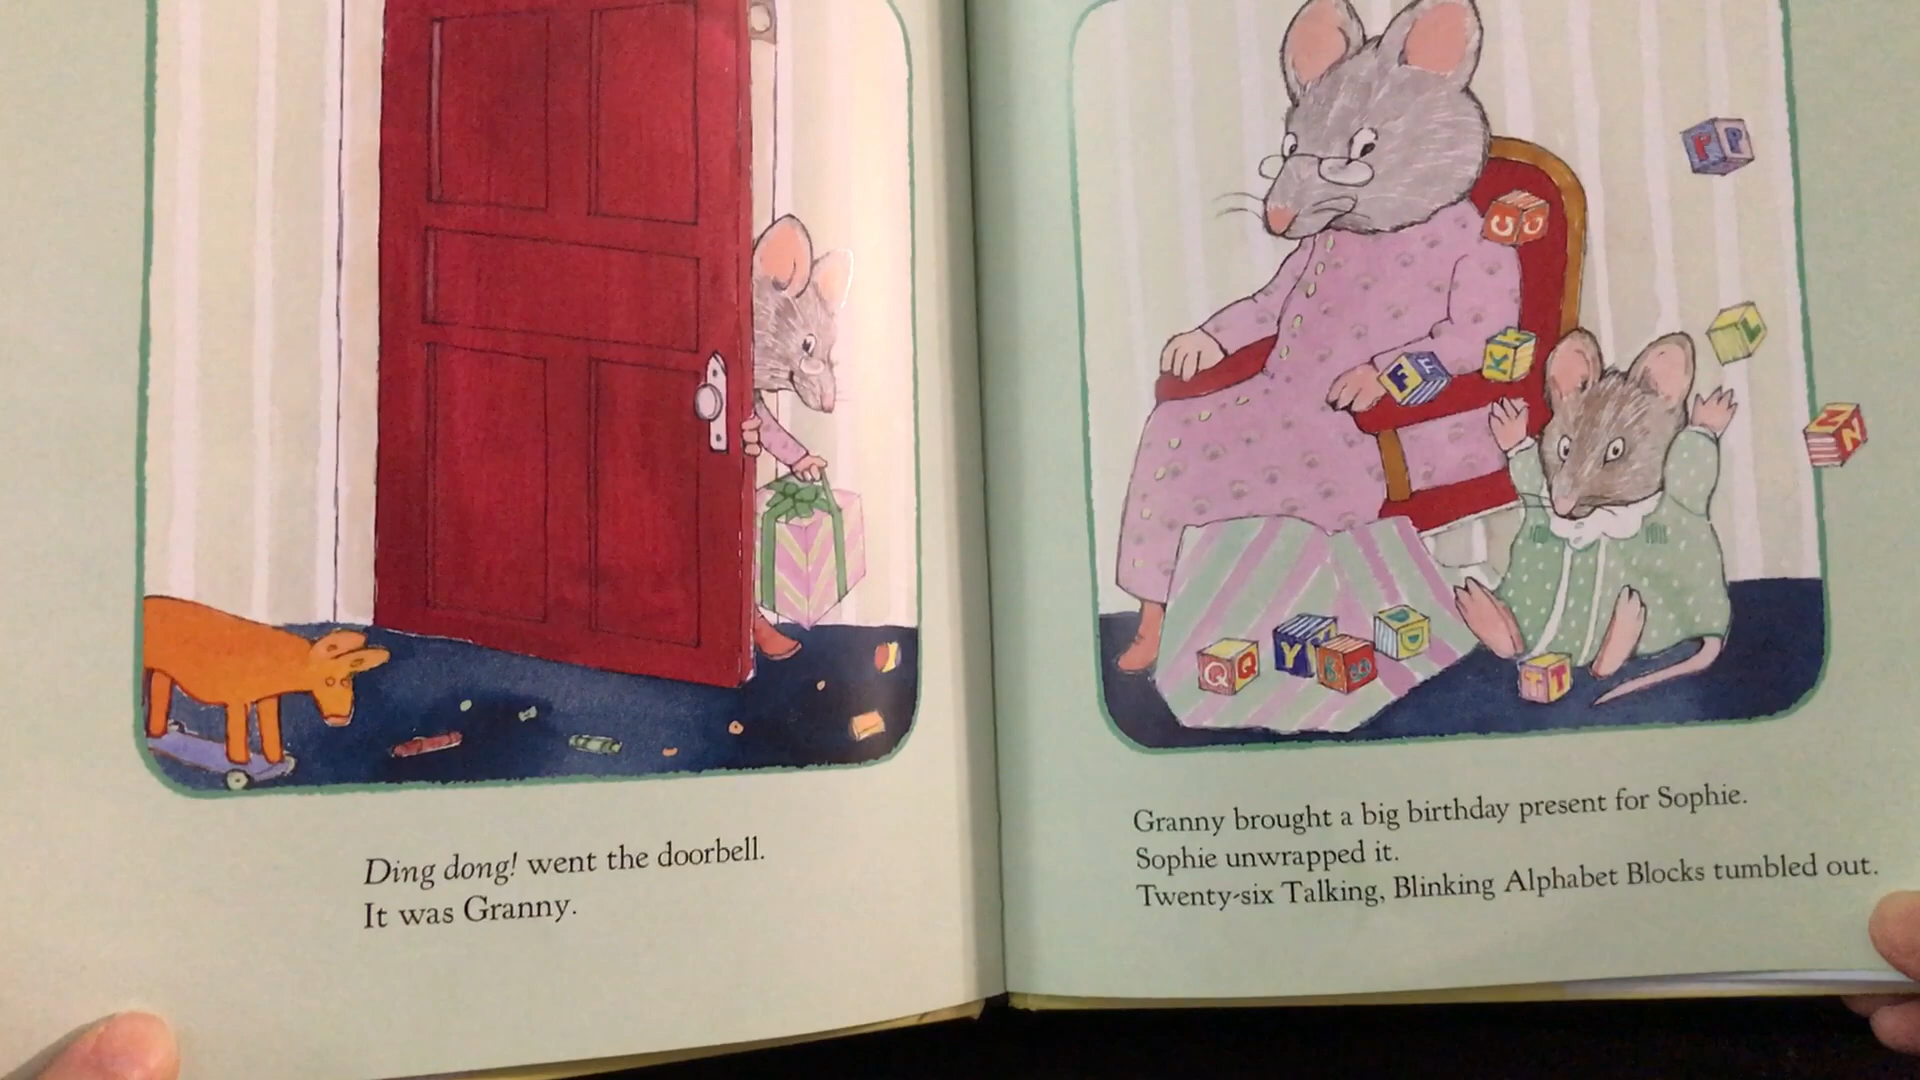 Ding dong! went the doorbell.
It was Granny.
P P
G G
L
K K
F F
Z N
Q Q
Y
B B
D
T T
Granny brought a big birthday present for Sophie.
Sophie unwrapped it.
Twenty-six Talking, Blinking Alphabet Blocks tumbled out.